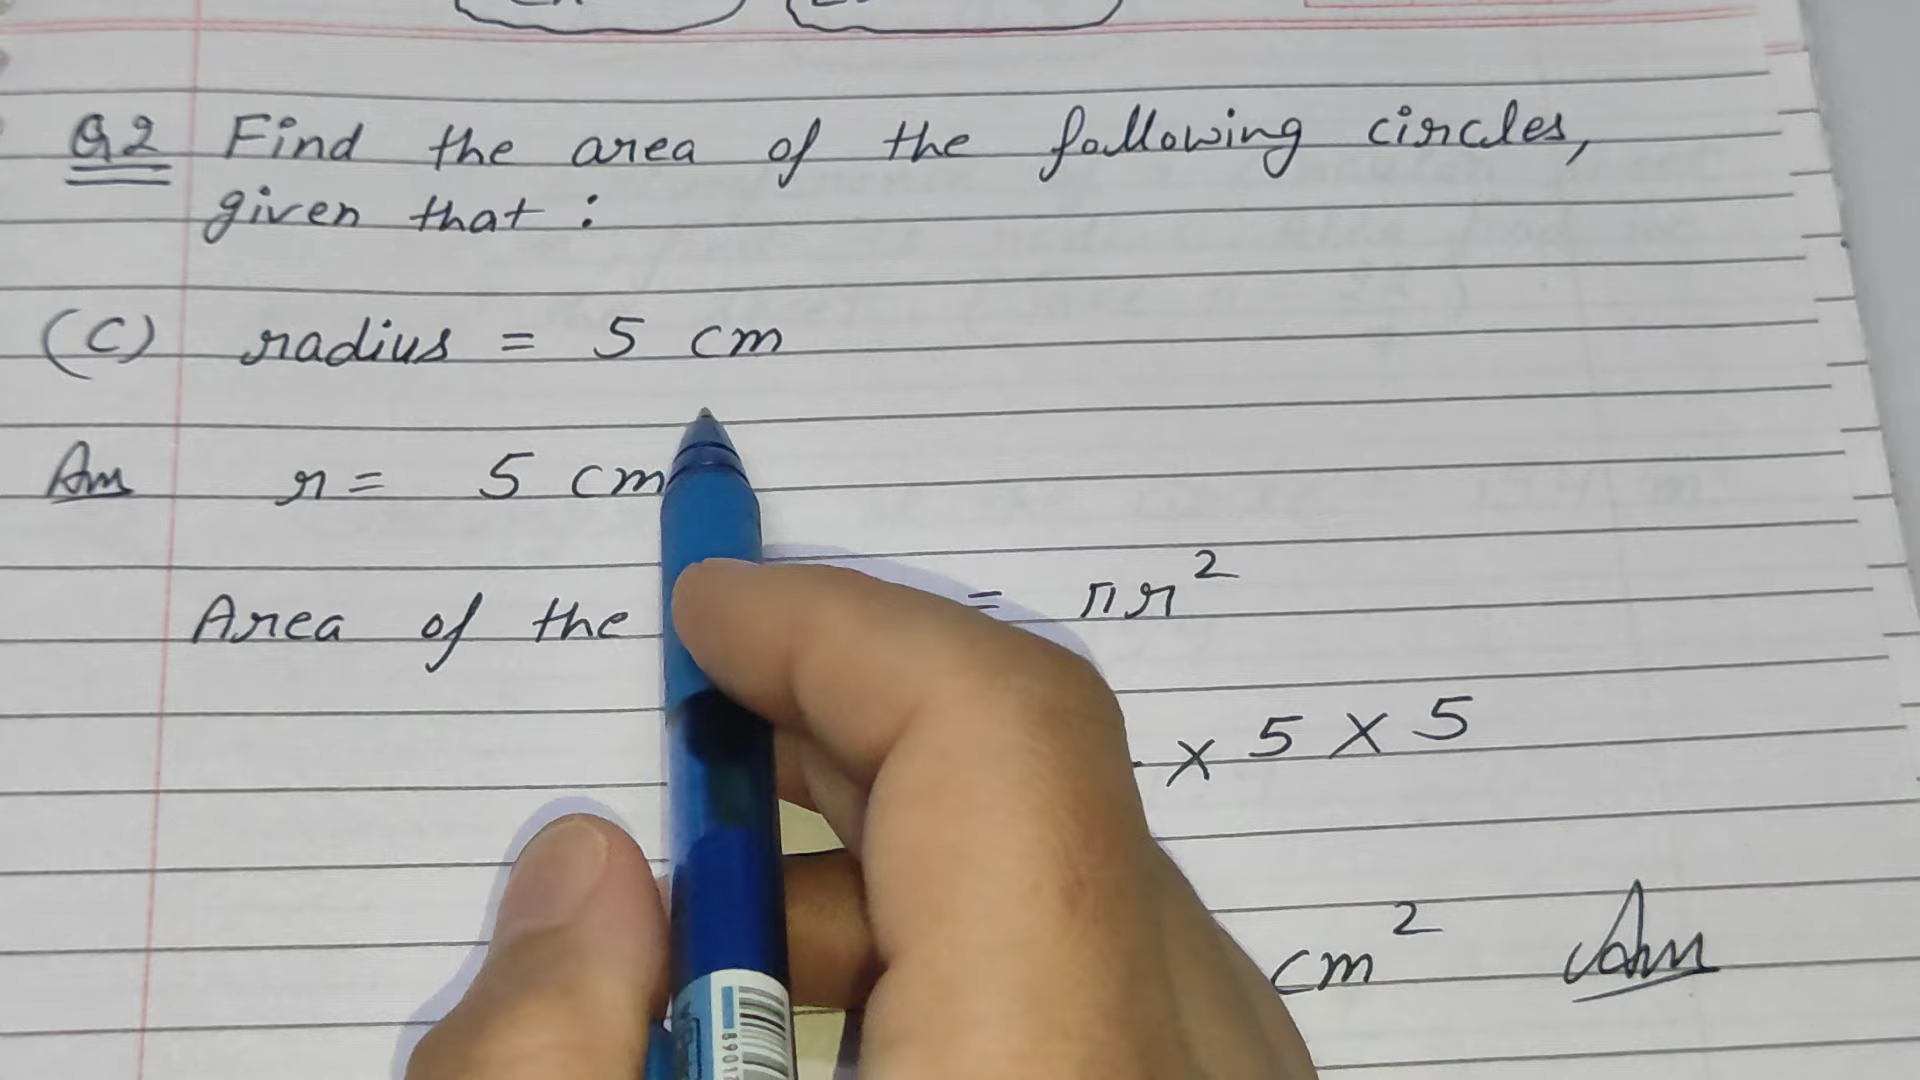 Q2 Find the area of the following circles,
given that :
(C) radius = 5 cm
Ans r = 5 cm
Area of the = πr²
× 5 × 5
cm² Ans